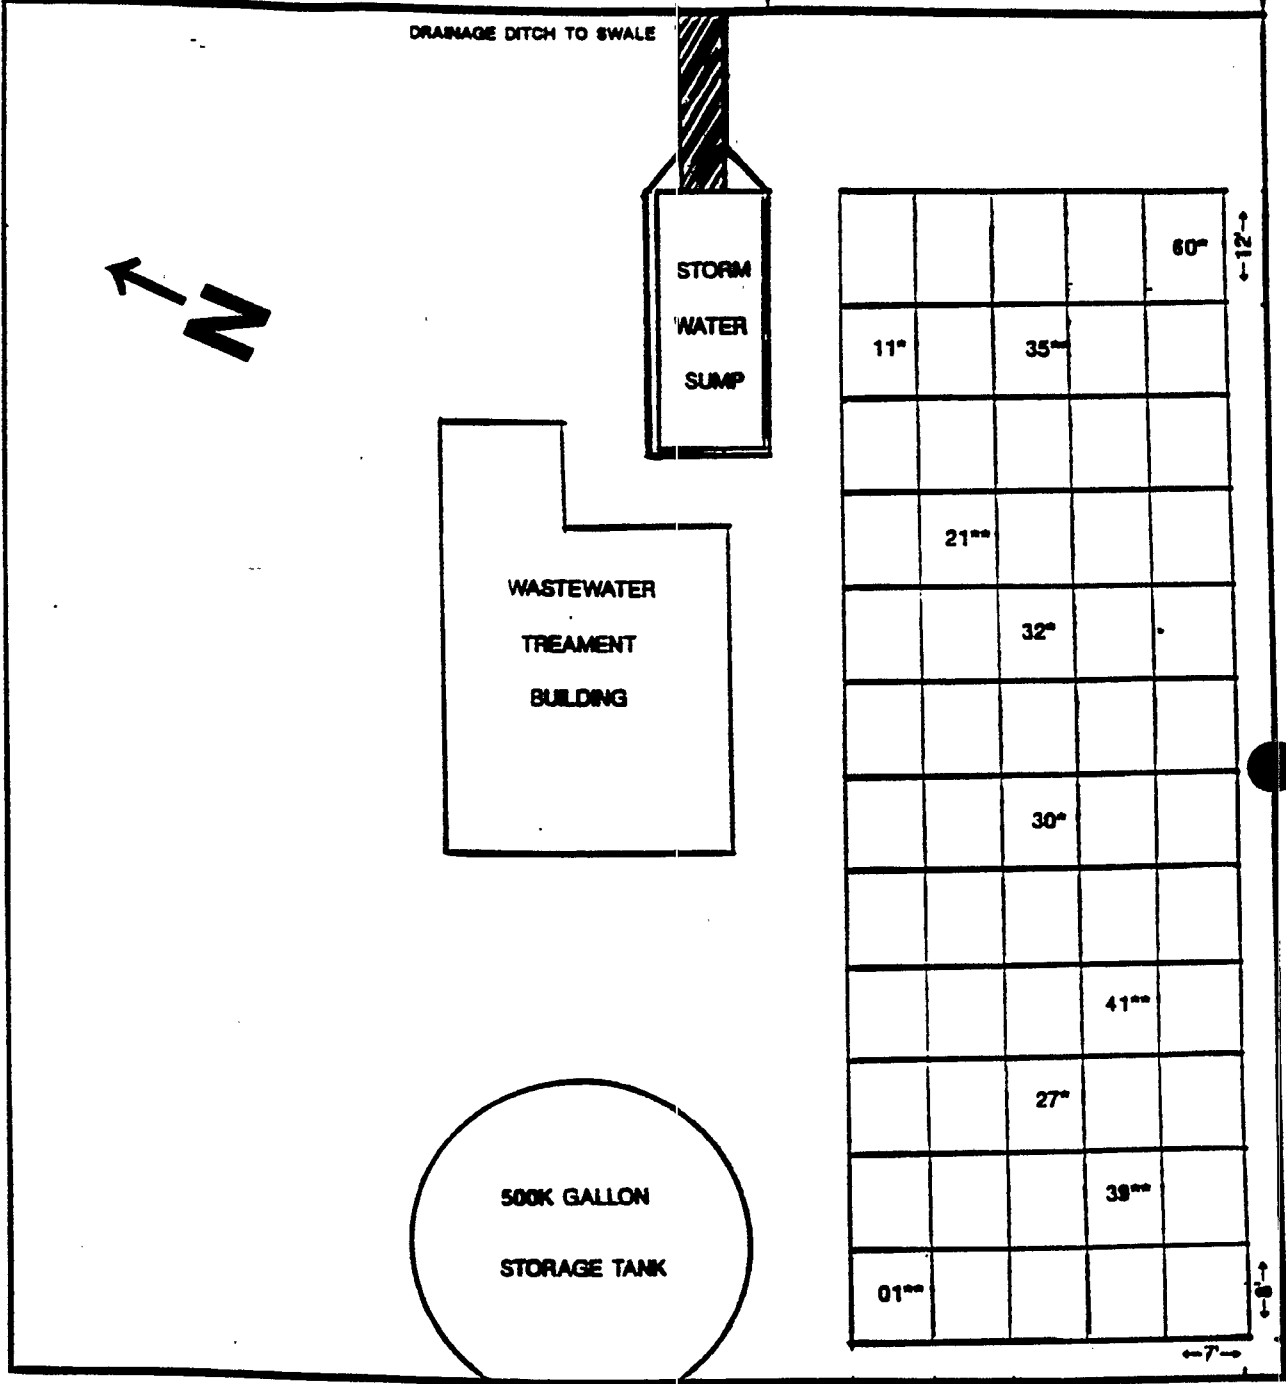 DRAINAGE DITCH TO SWALE
N
STORM
WATER
SUMP
60*
12'
11*
35**
21**
WASTEWATER
TREAMENT
BUILDING
32*
30*
41**
27*
39**
500K GALLON
STORAGE TANK
01**
8'
7'